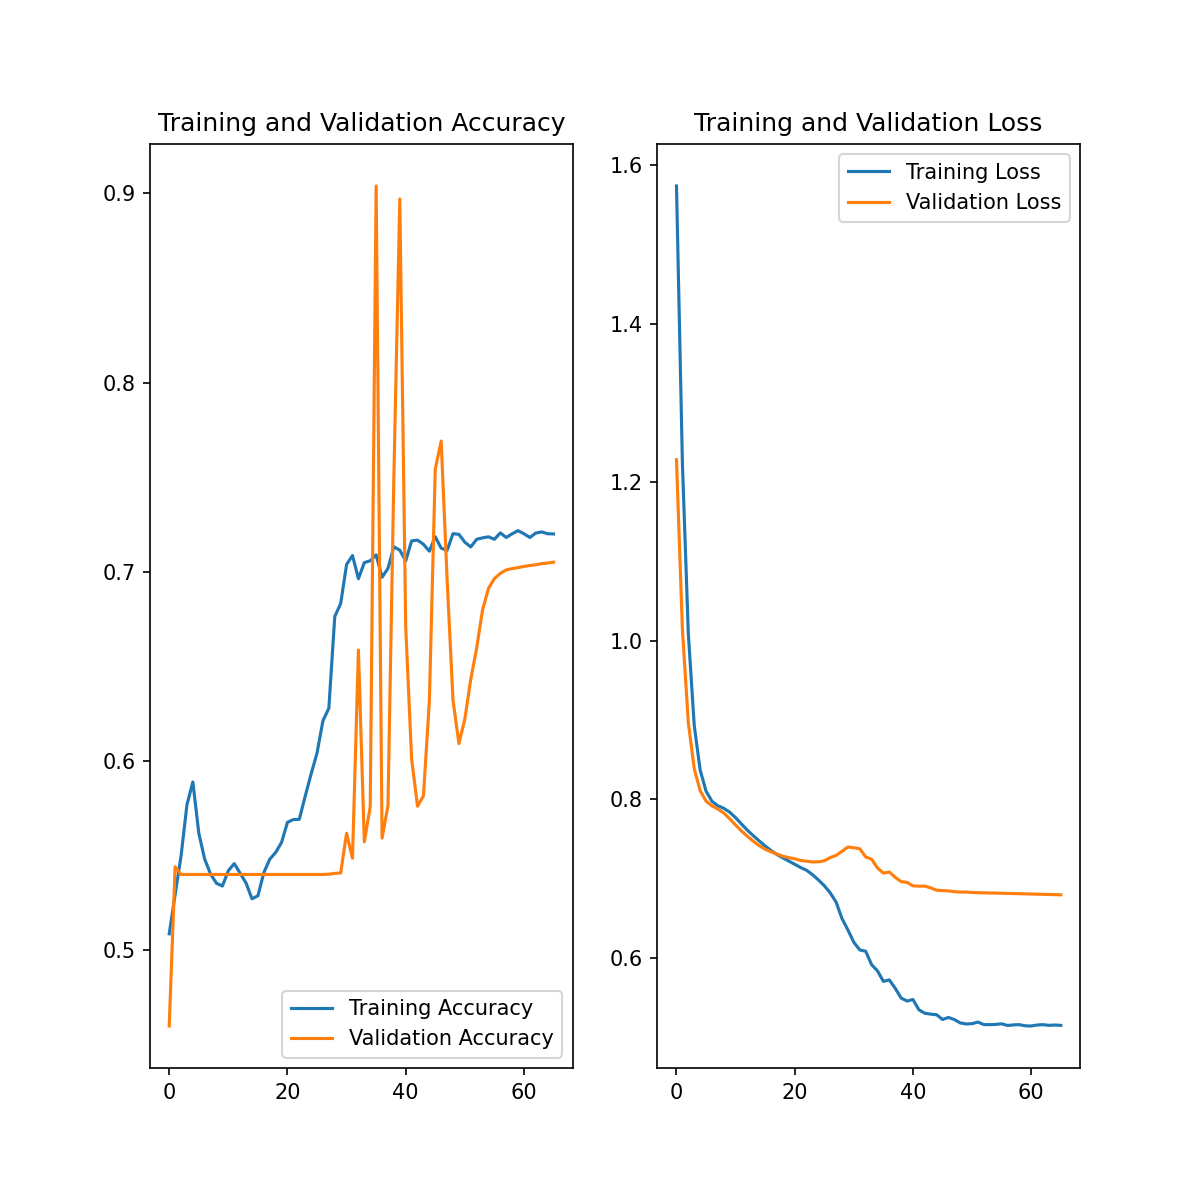 Training and Validation Accuracy
0.9
0.8
0.7
0.6
0.5
Training Accuracy
Validation Accuracy
0 20 40 60
Training and Validation Loss
1.6
1.4
1.2
1.0
0.8
0.6
Training Loss
Validation Loss
0 20 40 60